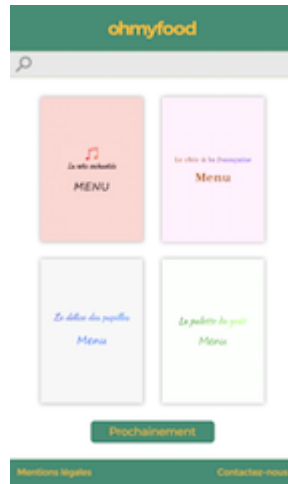 ohmyfood
La note enchantée
MENU
Le chic à la française
Menu
Le délice des papilles
Menu
La palette du goût
Menu
Prochainement
Mentions légales
Contactez-nous